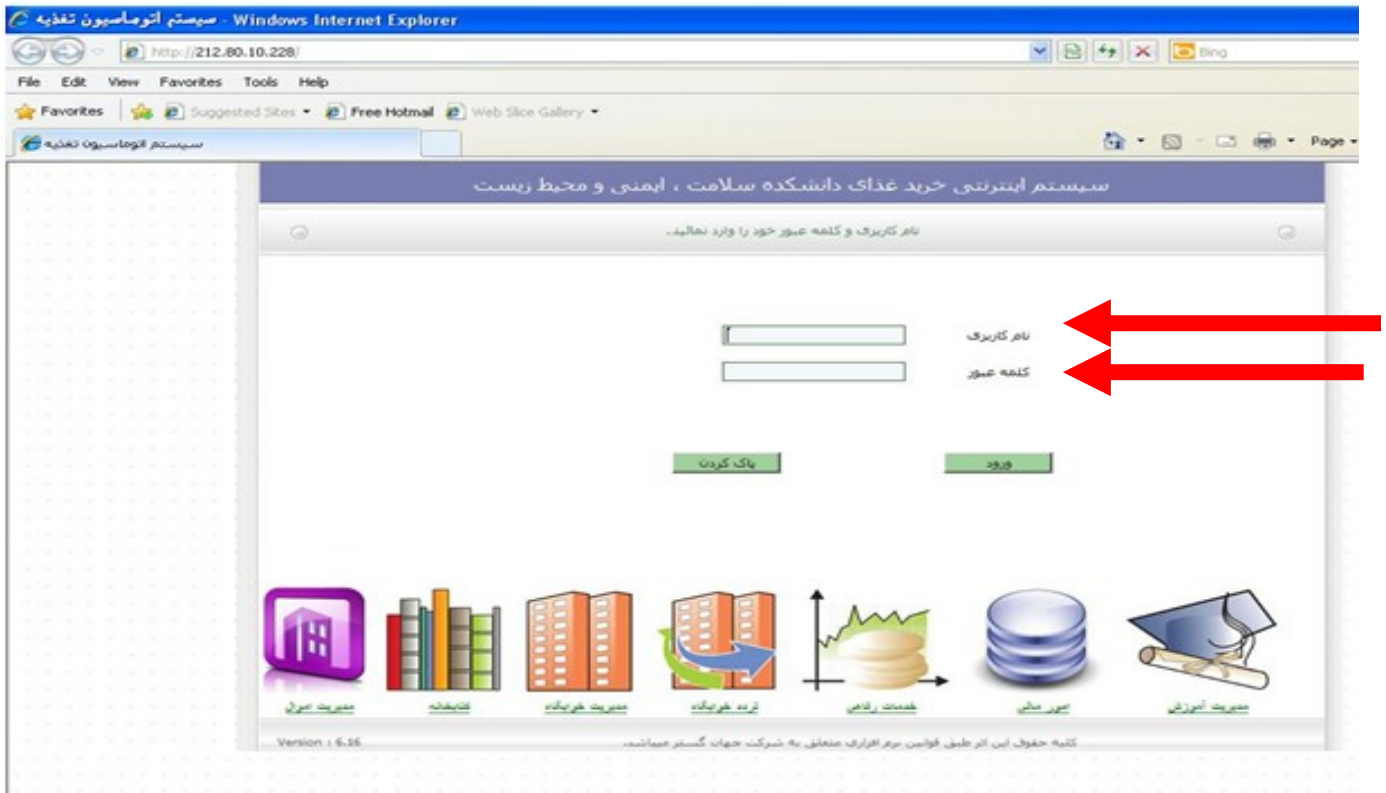 سیستم اتوماسیون تغذیه - Windows Internet Explorer
http://212.80.10.228/
Bing
File Edit View Favorites Tools Help
Favorites Suggested Sites Free Hotmail Web Slice Gallery
سیستم اتوماسیون تغذیه
Page
سیستم اینترنتی خرید غذای دانشکده سلامت ، ایمنی و محیط زیست
نام کاربری و کلمه عبور خود را وارد نمائید.
نام کاربری
کلمه عبور
ورود پاک کردن
مدیریت آموزش امور مالی خدمات رفاهی تردد خوابگاه مدیریت خوابگاه کتابخانه مدیریت اموال
کلیه حقوق این اثر طبق قوانین نرم افزاری متعلق به شرکت جهان گستر میباشد. Version : 6.16